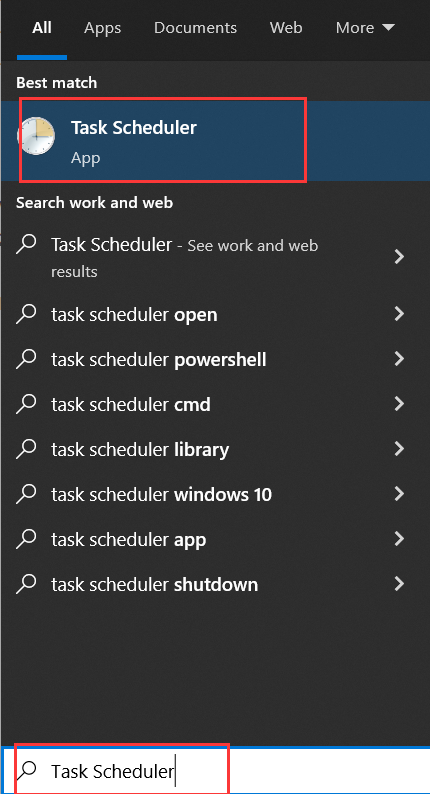 All Apps Documents Web More
Best match
Task Scheduler
App
Search work and web
Task Scheduler - See work and web
results
task scheduler open
task scheduler powershell
task scheduler cmd
task scheduler library
task scheduler windows 10
task scheduler app
task scheduler shutdown
Task Scheduler